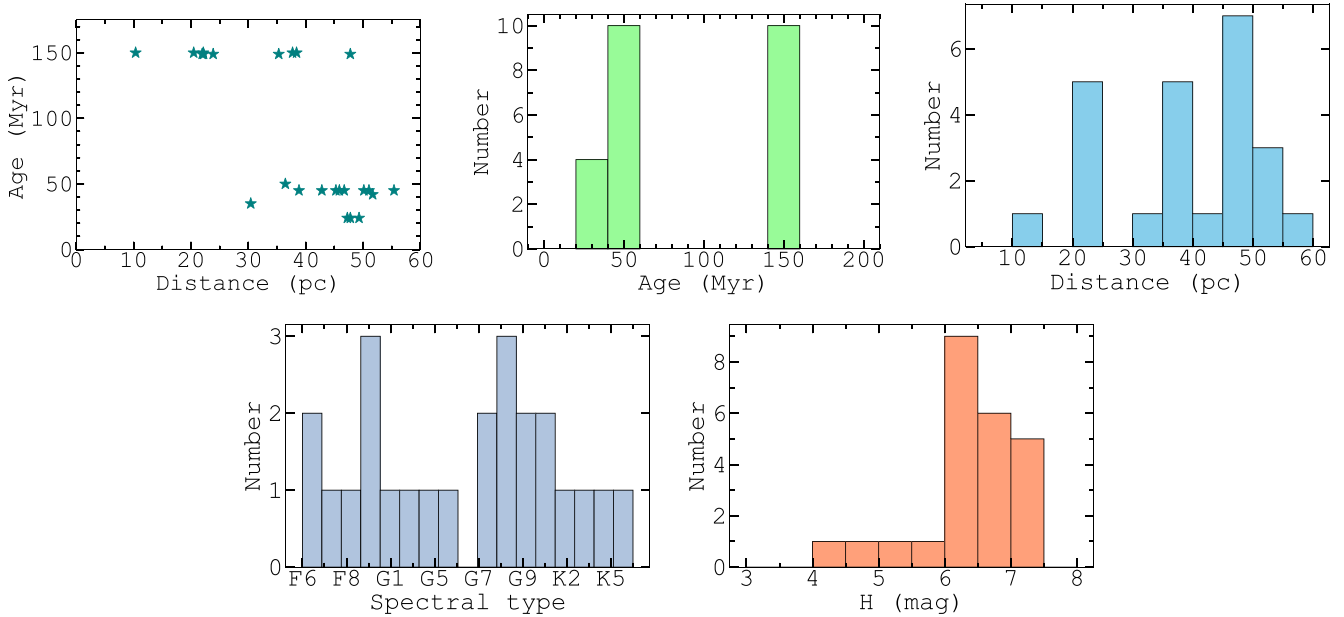 Age (Myr)
150
100
50
0
0 10 20 30 40 50 60
Distance (pc)
Number
10
8
6
4
2
0
0 50 100 150 200
Age (Myr)
Number
6
4
2
0
10 20 30 40 50 60
Distance (pc)
Number
3
2
1
0
F6 F8 G1 G5 G7 G9 K2 K5
Spectral type
Number
8
6
4
2
0
3 4 5 6 7 8
H (mag)